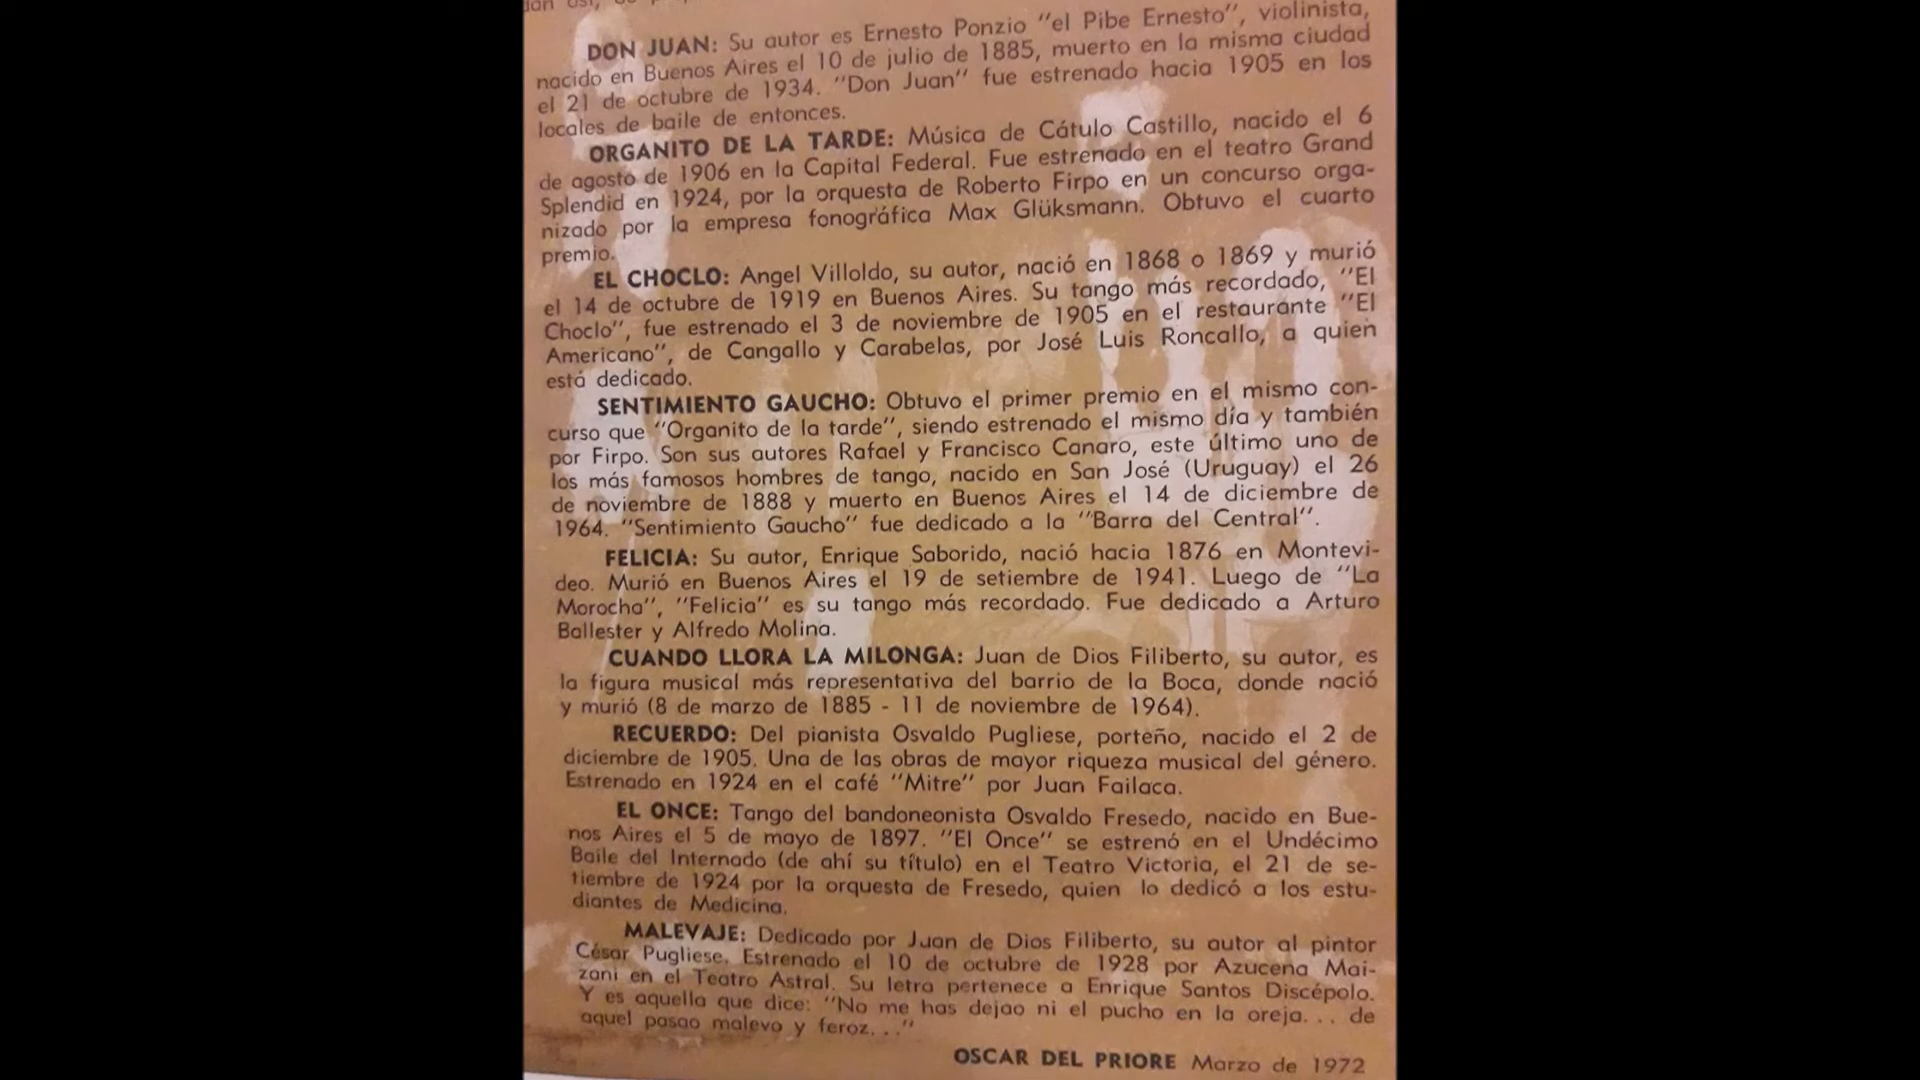 DON JUAN: Su autor es Ernesto Ponzio "el Pibe Ernesto", violinista,
nacido en Buenos Aires el 10 de julio de 1885, muerto en la misma ciudad
el 21 de octubre de 1934. "Don Juan" fue estrenado hacia 1905 en los
locales de baile de entonces.
ORGANITO DE LA TARDE: Música de Cátulo Castillo, nacido el 6
de agosto de 1906 en la Capital Federal. Fue estrenado en el teatro Grand
Splendid en 1924, por la orquesta de Roberto Firpo en un concurso orga-
nizado por la empresa fonográfica Max Glüksmann. Obtuvo el cuarto
premio.
EL CHOCLO: Angel Villoldo, su autor, nació en 1868 o 1869 y murió
el 14 de octubre de 1919 en Buenos Aires. Su tango más recordado, "El
Choclo", fue estrenado el 3 de noviembre de 1905 en el restaurante "El
Americano", de Cangallo y Carabelas, por José Luis Roncallo, a quien
está dedicado.
SENTIMIENTO GAUCHO: Obtuvo el primer premio en el mismo con-
curso que "Organito de la tarde", siendo estrenado el mismo día y también
por Firpo. Son sus autores Rafael y Francisco Canaro, este último uno de
los más famosos hombres de tango, nacido en San José (Uruguay) el 26
de noviembre de 1888 y muerto en Buenos Aires el 14 de diciembre de
1964. "Sentimiento Gaucho" fue dedicado a la "Barra del Central".
FELICIA: Su autor, Enrique Saborido, nació hacia 1876 en Montevi-
deo. Murió en Buenos Aires el 19 de setiembre de 1941. Luego de "La
Morocha", "Felicia" es su tango más recordado. Fue dedicado a Arturo
Ballester y Alfredo Molina.
CUANDO LLORA LA MILONGA: Juan de Dios Filiberto, su autor, es
la figura musical más representativa del barrio de la Boca, donde nació
y murió (8 de marzo de 1885 - 11 de noviembre de 1964).
RECUERDO: Del pianista Osvaldo Pugliese, porteño, nacido el 2 de
diciembre de 1905. Una de las obras de mayor riqueza musical del género.
Estrenado en 1924 en el café "Mitre" por Juan Failaca.
EL ONCE: Tango del bandoneonista Osvaldo Fresedo, nacido en Bue-
nos Aires el 5 de mayo de 1897. "El Once" se estrenó en el Undécimo
Baile del Internado (de ahí su título) en el Teatro Victoria, el 21 de se-
tiembre de 1924 por la orquesta de Fresedo, quien lo dedicó a los estu-
diantes de Medicina.
MALEVAJE: Dedicado por Juan de Dios Filiberto, su autor al pintor
César Pugliese. Estrenado el 10 de octubre de 1928 por Azucena Mai-
zani en el Teatro Astral. Su letra pertenece a Enrique Santos Discépolo.
Y es aquella que dice: "No me has dejao ni el pucho en la oreja... de
aquel pasao malevo y feroz..."
OSCAR DEL PRIORE Marzo de 1972